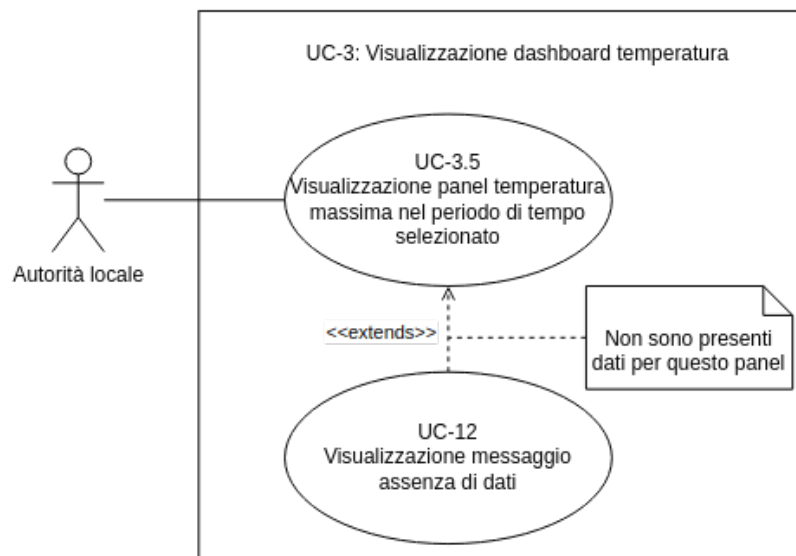 UC-3: Visualizzazione dashboard temperatura
UC-3.5
Visualizzazione panel temperatura
massima nel periodo di tempo
selezionato
Autorità locale
<<extends>>
Non sono presenti
dati per questo panel
UC-12
Visualizzazione messaggio
assenza di dati